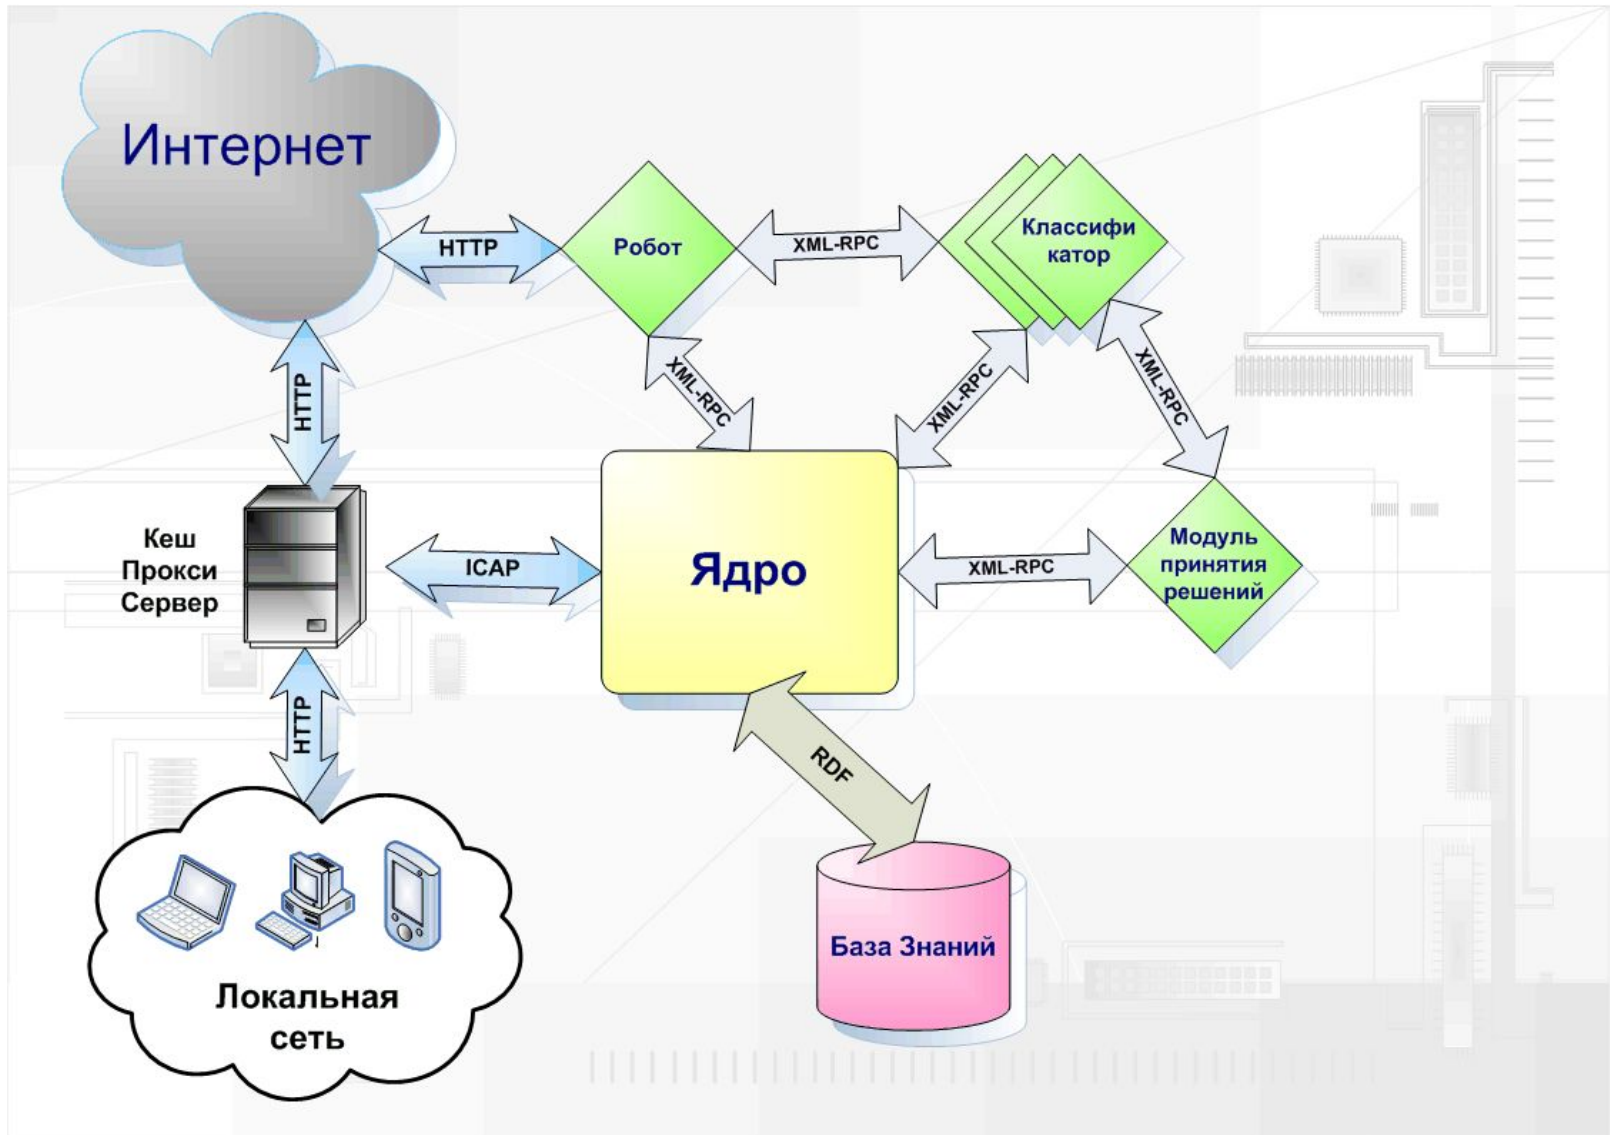 Интернет
HTTP
Робот
XML-RPC
Классифи
катор
HTTP
XML-RPC
XML-RPC
XML-RPC
Кеш
Прокси
Сервер
ICAP
Ядро
XML-RPC
Модуль
принятия
решений
HTTP
RDF
База Знаний
Локальная
сеть